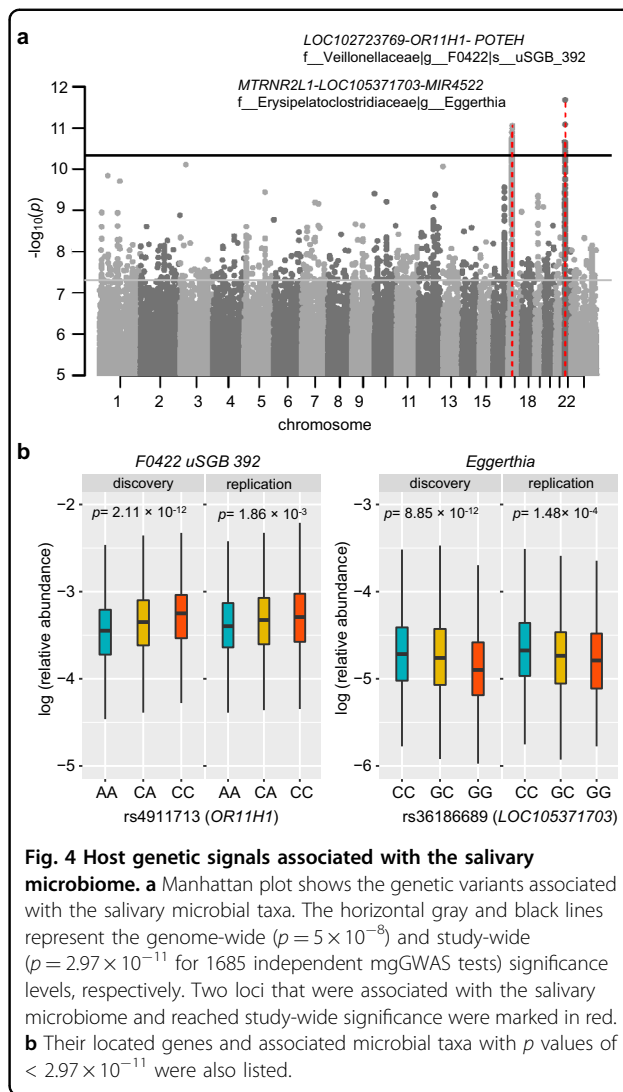 a
LOC102723769-OR11H1- POTEH
f__Veillonellaceae|g__F0422|s__uSGB_392
MTRNR2L1-LOC105371703-MIR4522
f__Erysipelatoclostridiaceae|g__Eggerthia
12
11
10
9
8
7
6
5
-log10(p)
1 2 3 4 5 6 7 8 9 11 13 15 18 22
chromosome
b
F0422 uSGB 392
discovery replication
p= 2.11 × 10-12 p= 1.86 × 10-3
−2
−3
−4
−5
log (relative abundance)
AA CA CC AA CA CC
rs4911713 (OR11H1)
Eggerthia
discovery replication
p= 8.85 × 10-12 p= 1.48× 10-4
−3
−4
−5
−6
log (relative abundance)
CC GC GG CC GC GG
rs36186689 (LOC105371703)
Fig. 4 Host genetic signals associated with the salivary
microbiome. a Manhattan plot shows the genetic variants associated
with the salivary microbial taxa. The horizontal gray and black lines
represent the genome-wide (p = 5 × 10−8) and study-wide
(p = 2.97 × 10−11 for 1685 independent mgGWAS tests) significance
levels, respectively. Two loci that were associated with the salivary
microbiome and reached study-wide significance were marked in red.
b Their located genes and associated microbial taxa with p values of
< 2.97 × 10−11 were also listed.